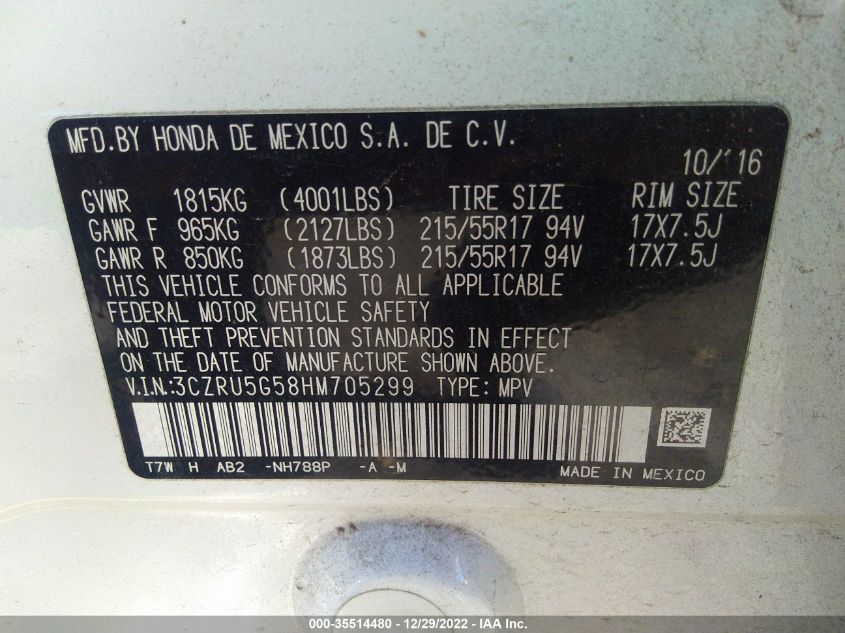 MFD.BY HONDA DE MEXICO S.A. DE C.V.
10/'16
GVWR 1815KG (4001LBS) TIRE SIZE RIM SIZE
GAWR F 965KG (2127LBS) 215/55R17 94V 17X7.5J
GAWR R 850KG (1873LBS) 215/55R17 94V 17X7.5J
THIS VEHICLE CONFORMS TO ALL APPLICABLE
FEDERAL MOTOR VEHICLE SAFETY
AND THEFT PREVENTION STANDARDS IN EFFECT
ON THE DATE OF MANUFACTURE SHOWN ABOVE.
V.I.N:3CZRU5G58HM705299 TYPE: MPV
T7W H AB2 -NH788P -A -M
MADE IN MEXICO
000-35514480 - 12/29/2022 - IAA Inc.